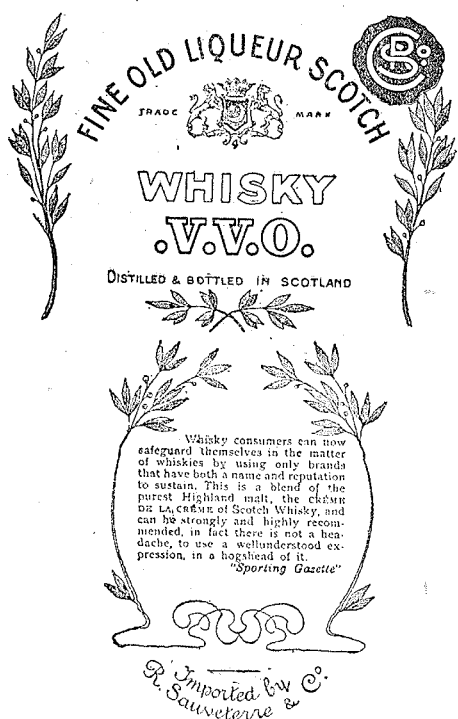 FINE OLD LIQUEUR SCOTCH
TRADE MARK
WHISKY
.V.V.O.
DISTILLED & BOTTLED IN SCOTLAND
Whisky consumers can now
safeguard themselves in the matter
of whiskies by using only brands
that have both a name and reputation
to sustain. This is a blend of the
purest Highland malt, the CRÉME
DE LA CRÉME of Scotch Whisky, and
can be strongly and highly recom-
mended, in fact there is not a hea-
dache, to use a wellunderstood ex-
pression, in a hogshead of it.
"Sporting Gazette"
Imported by
R. Sauveterre & Co.